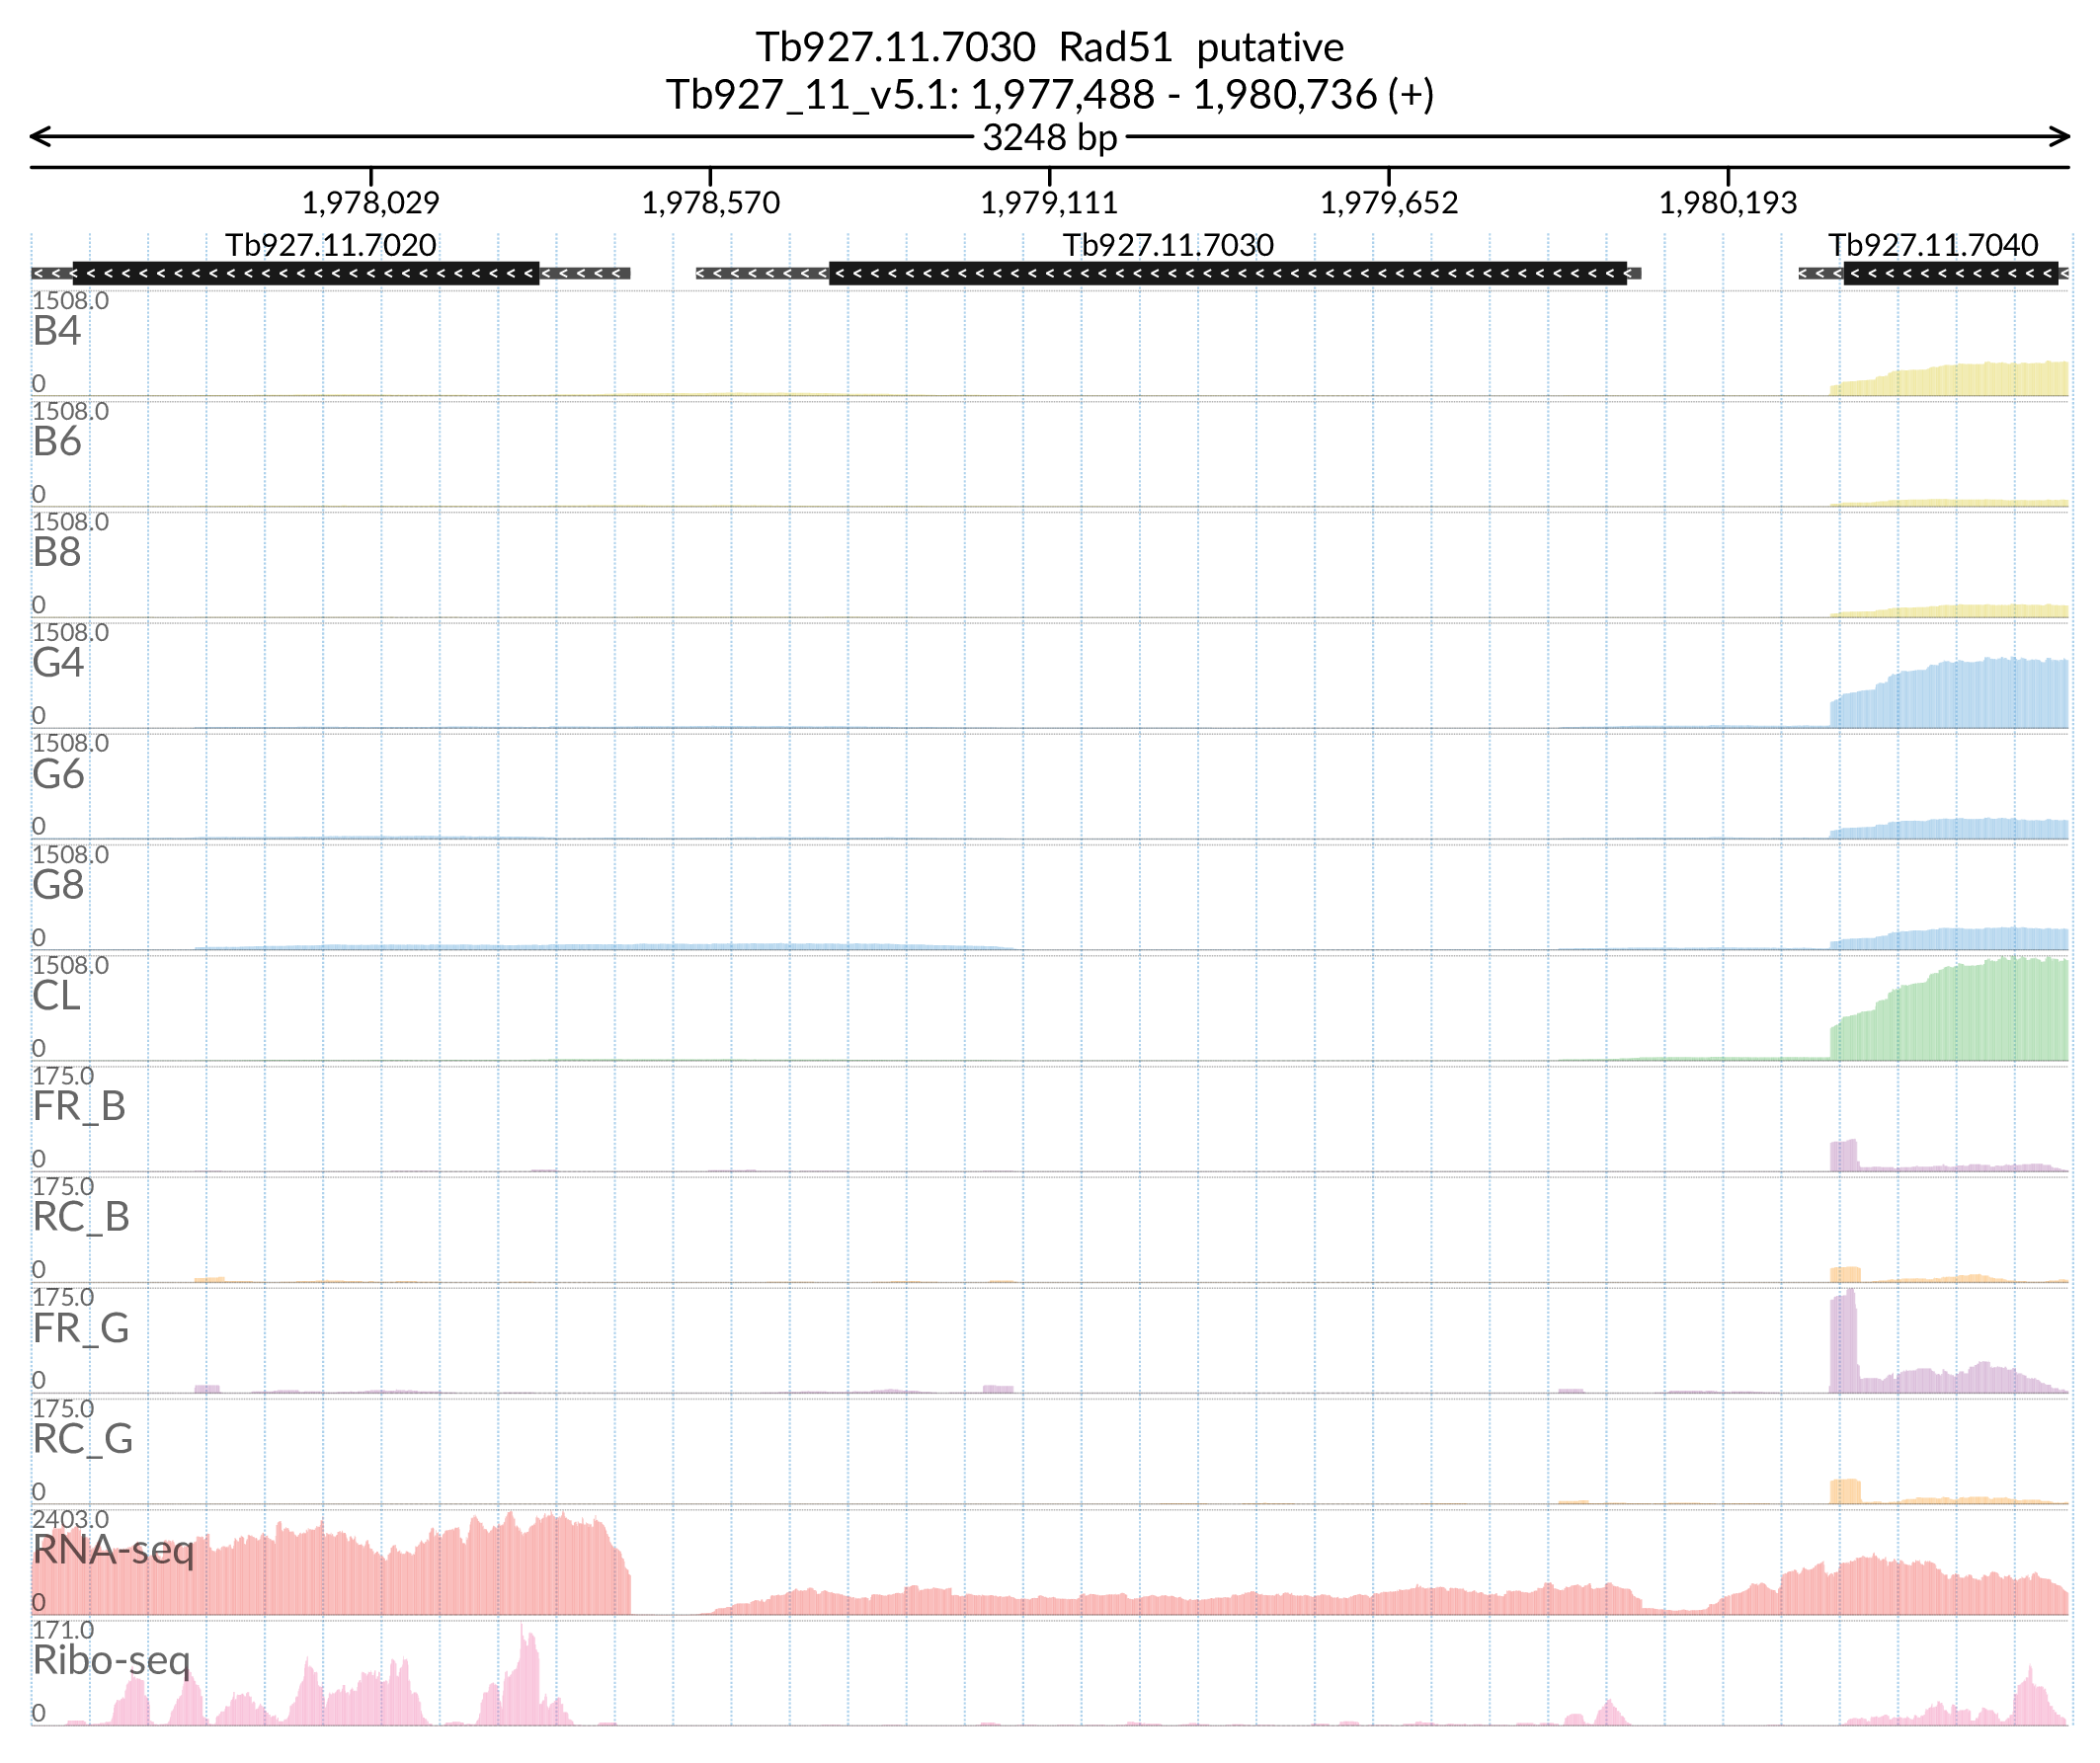 Tb927.11.7030 Rad51 putative
Tb927_11_v5.1: 1,977,488 - 1,980,736 (+)
3248 bp
1,978,029 1,978,570 1,979,111 1,979,652 1,980,193
Tb927.11.7020 Tb927.11.7030 Tb927.11.7040
1508.0
B4
0
1508.0
B6
0
1508.0
B8
0
1508.0
G4
0
1508.0
G6
0
1508.0
G8
0
1508.0
CL
0
175.0
FR_B
0
175.0
RC_B
0
175.0
FR_G
0
175.0
RC_G
0
2403.0
RNA-seq
0
171.0
Ribo-seq
0